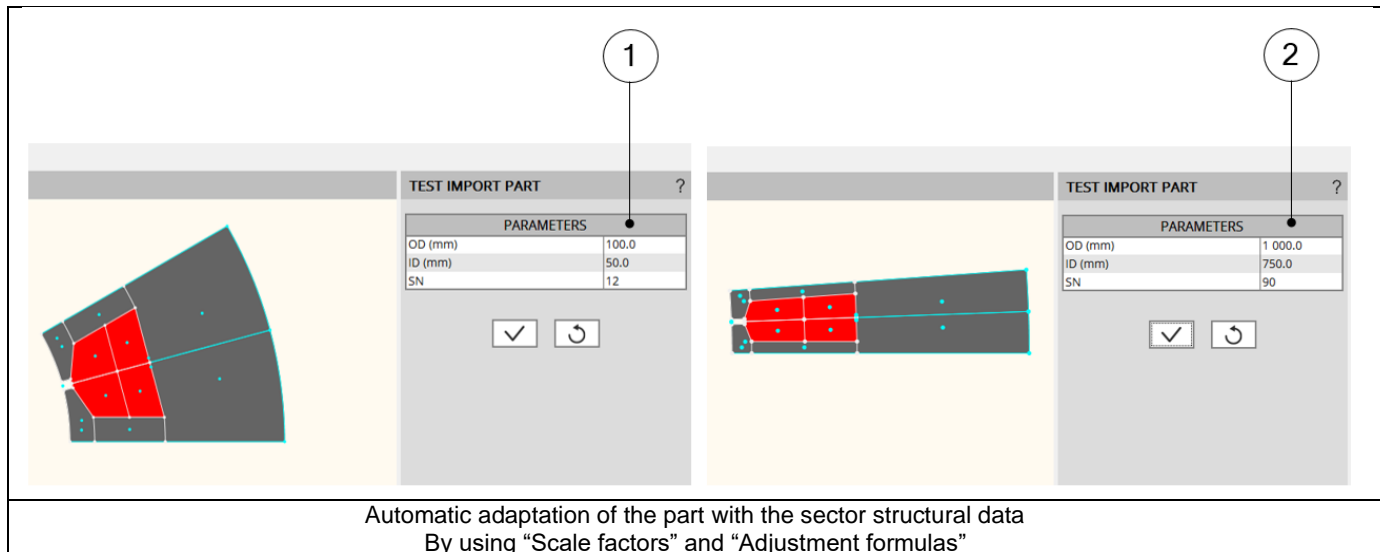 1
2
TEST IMPORT PART ?
PARAMETERS
OD (mm) 100.0
ID (mm) 50.0
SN 12
TEST IMPORT PART ?
PARAMETERS
OD (mm) 1 000.0
ID (mm) 750.0
SN 90
Automatic adaptation of the part with the sector structural data
By using “Scale factors” and “Adjustment formulas”